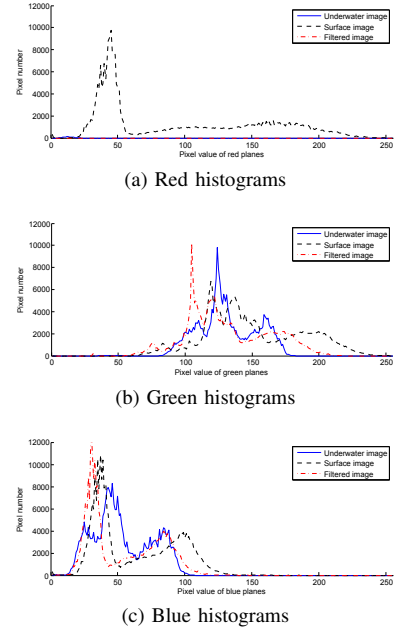 12000
10000
8000
6000
4000
2000
0
Pixel number
Underwater image
Surface image
Filtered image
0 50 100 150 200 250
Pixel value of red planes
(a) Red histograms
12000
10000
8000
6000
4000
2000
0
Pixel number
Underwater image
Surface image
Filtered image
0 50 100 150 200 250
Pixel value of green planes
(b) Green histograms
12000
10000
8000
6000
4000
2000
0
Pixel number
Underwater image
Surface image
Filtered image
0 50 100 150 200 250
Pixel value of blue planes
(c) Blue histograms